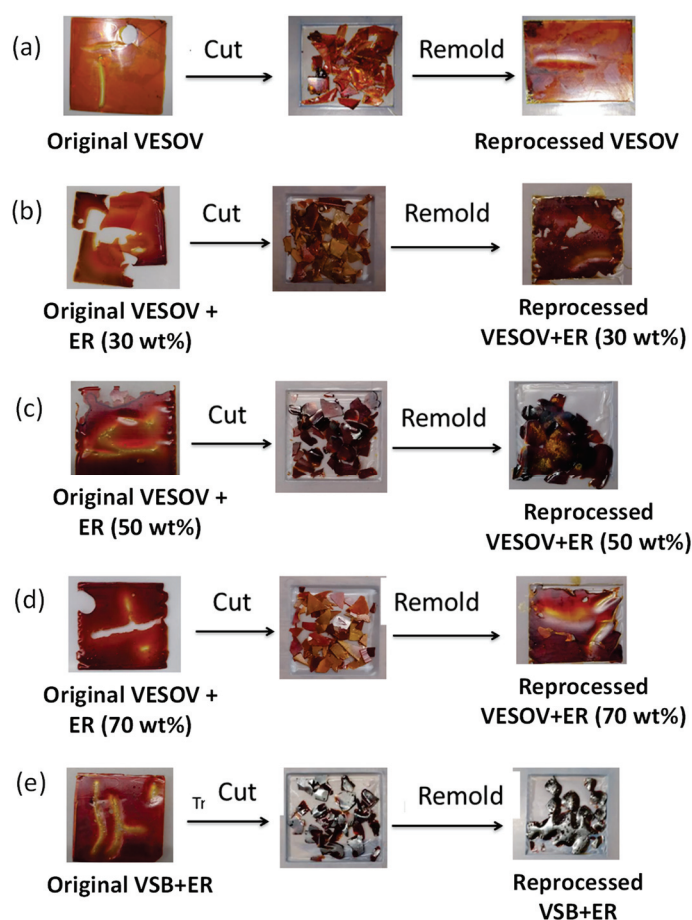 (a)
Cut
Remold
Original VESOV
Reprocessed VESOV
(b)
Cut
Remold
Original VESOV +
ER (30 wt%)
Reprocessed
VESOV+ER (30 wt%)
(c)
Cut
Remold
Original VESOV +
ER (50 wt%)
Reprocessed
VESOV+ER (50 wt%)
(d)
Cut
Remold
Original VESOV +
ER (70 wt%)
Reprocessed
VESOV+ER (70 wt%)
(e)
Tr Cut
Remold
Original VSB+ER
Reprocessed
VSB+ER